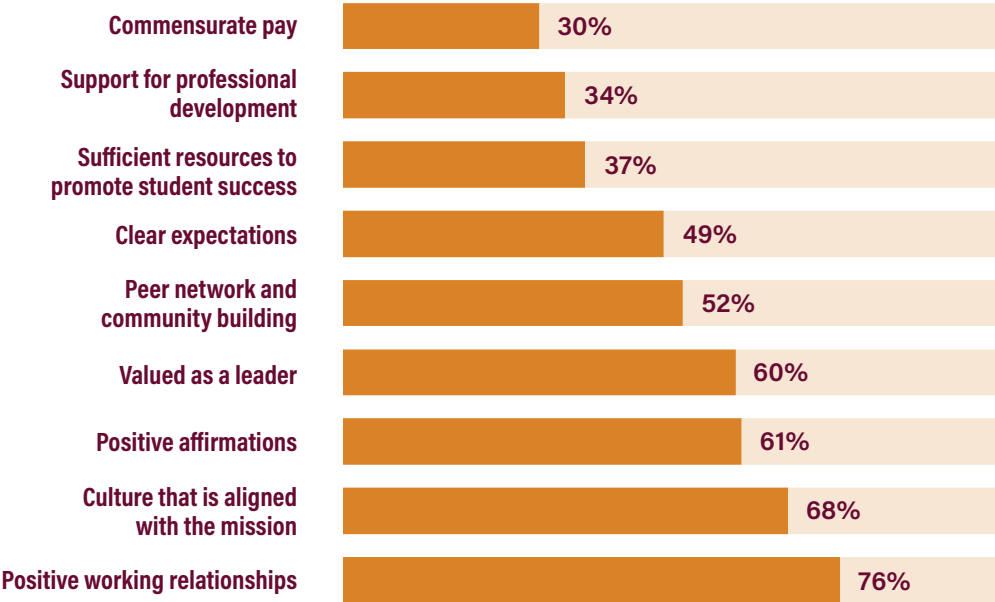 Commensurate pay
30%
Support for professional
development
34%
Sufficient resources to
promote student success
37%
Clear expectations
49%
Peer network and
community building
52%
Valued as a leader
60%
Positive affirmations
61%
Culture that is aligned
with the mission
68%
Positive working relationships
76%